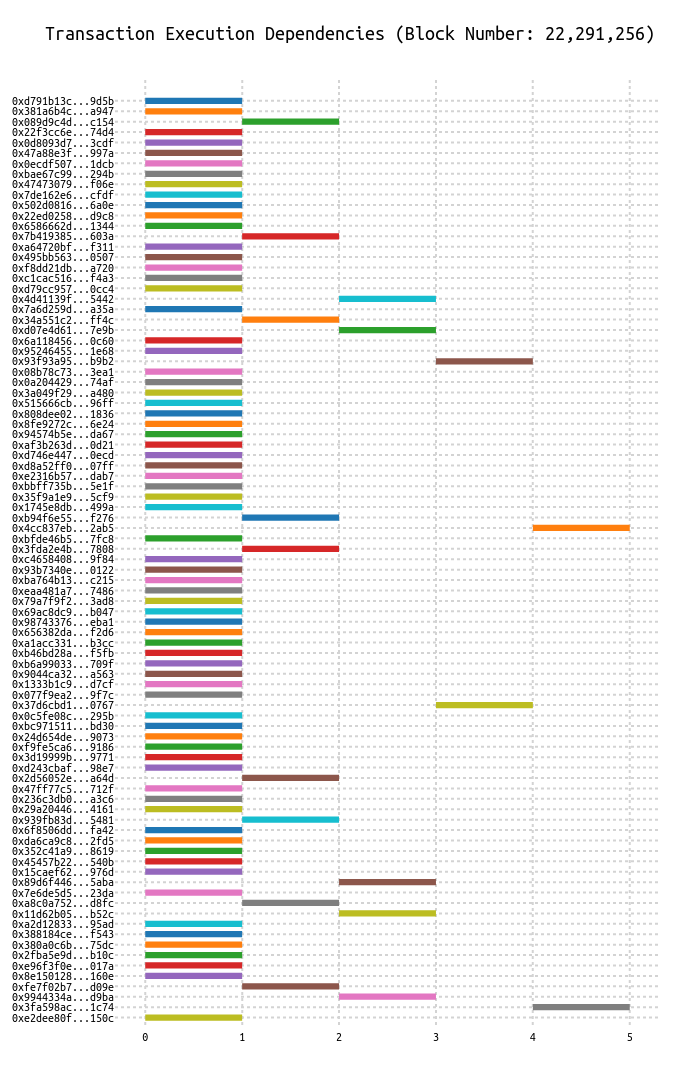 Transaction Execution Dependencies (Block Number: 22,291,256)
0xd791b13c...9d5b
0x381a6b4c...a947
0x089d9c4d...c154
0x22f3cc6e...74d4
0x0d8093d7...3cdf
0x47a88e3f...997a
0x0ecdf507...1dcb
0xbae67c99...294b
0x47473079...f06e
0x7de162e6...cfdf
0x502d0816...6a0e
0x22ed0258...d9c8
0x6586662d...1344
0x7b419385...603a
0xa64720bf...f311
0x495bb563...0507
0xf8dd21db...a720
0xc1cac516...f4a3
0xd79cc957...0cc4
0x4d41139f...5442
0x7a6d259d...a35a
0x34a551c2...ff4c
0xd07e4d61...7e9b
0x6a118456...0c60
0x95246455...1e68
0x93f93a95...b9b2
0x08b78c73...3ea1
0x0a204429...74af
0x3a049f29...a480
0x515666cb...96ff
0x808dee02...1836
0x8fe9272c...6e24
0x94574b5e...da67
0xaf3b263d...0d21
0xd746e447...0ecd
0xd8a52ff0...07ff
0xe2316b57...dab7
0xbbff735b...5e1f
0x35f9a1e9...5cf9
0x1745e8db...499a
0xb94f6e55...f276
0x4cc837eb...2ab5
0xbfde46b5...7fc8
0x3fda2e4b...7808
0xc4658408...9f84
0x93b7340e...0122
0xba764b13...c215
0xeaa481a7...7486
0x79a7f9f2...3ad8
0x69ac8dc9...b047
0x98743376...eba1
0x656382da...f2d6
0xa1acc331...b3cc
0xb46bd28a...f5fb
0xb6a99033...709f
0x9044ca32...a563
0x1333b1c9...d7cf
0x077f9ea2...9f7c
0x37d6cbd1...0767
0x0c5fe08c...295b
0xbc971511...bd30
0x24d654de...9073
0xf9fe5ca6...9186
0x3d19999b...9771
0xd243cbaf...98e7
0x2d56052e...a64d
0x47ff77c5...712f
0x236c3db0...a3c6
0x29a20446...4161
0x939fb83d...5481
0x6f8506dd...fa42
0xda6ca9c8...2fd5
0x352c41a9...8619
0x45457b22...540b
0x15caef62...976d
0x89d6f446...5aba
0x7e6de5d5...23da
0xa8c0a752...d8fc
0x11d62b05...b52c
0xa2d12833...95ad
0x388184ce...f543
0x380a0c6b...75dc
0x2fba5e9d...b10c
0xe96f3f0e...017a
0x8e150128...160e
0xfe7f02b7...d09e
0x9944334a...d9ba
0x3fa598ac...1c74
0xe2dee80f...150c
0 1 2 3 4 5